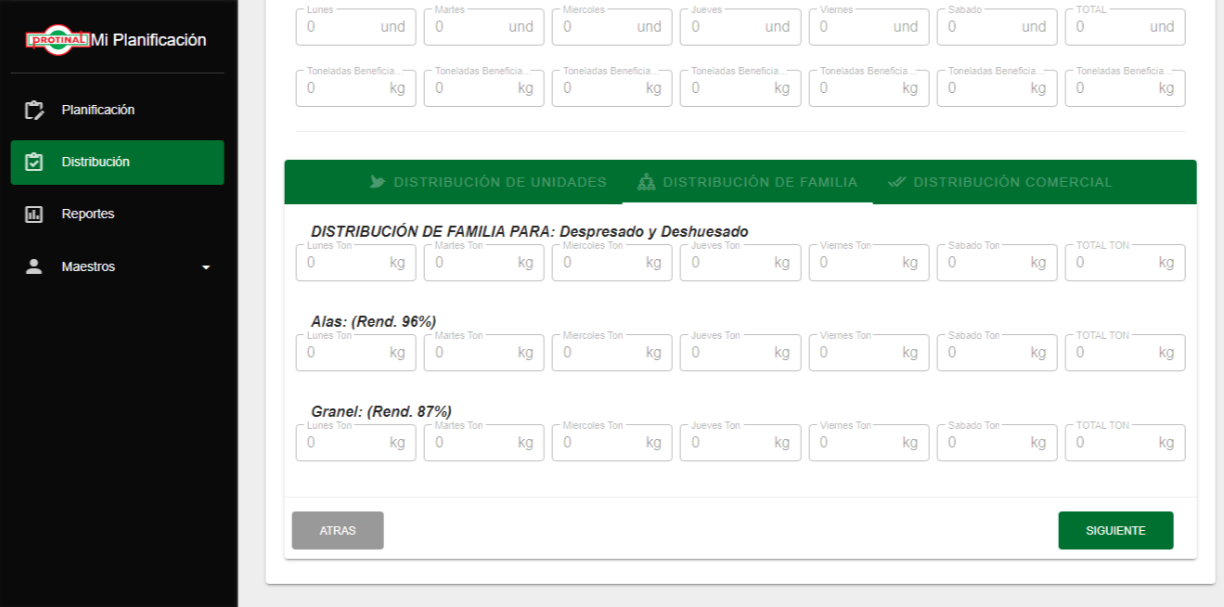 PROTINAL Mi Planificación
Planificación
Distribución
Reportes
Maestros
Lunes Martes Miercoles Jueves Viernes Sabado TOTAL
0 und 0 und 0 und 0 und 0 und 0 und 0 und
Toneladas Beneficia... Toneladas Beneficia... Toneladas Beneficia... Toneladas Beneficia... Toneladas Beneficia... Toneladas Beneficia... Toneladas Beneficia...
0 kg 0 kg 0 kg 0 kg 0 kg 0 kg 0 kg
DISTRIBUCIÓN DE UNIDADES DISTRIBUCIÓN DE FAMILIA DISTRIBUCIÓN COMERCIAL
DISTRIBUCIÓN DE FAMILIA PARA: Despresado y Deshuesado
Lunes Ton Martes Ton Miercoles Ton Jueves Ton Viernes Ton Sabado Ton TOTAL TON
0 kg 0 kg 0 kg 0 kg 0 kg 0 kg 0 kg
Alas: (Rend. 96%)
Lunes Ton Martes Ton Miercoles Ton Jueves Ton Viernes Ton Sabado Ton TOTAL TON
0 kg 0 kg 0 kg 0 kg 0 kg 0 kg 0 kg
Granel: (Rend. 87%)
Lunes Ton Martes Ton Miercoles Ton Jueves Ton Viernes Ton Sabado Ton TOTAL TON
0 kg 0 kg 0 kg 0 kg 0 kg 0 kg 0 kg
ATRAS SIGUIENTE